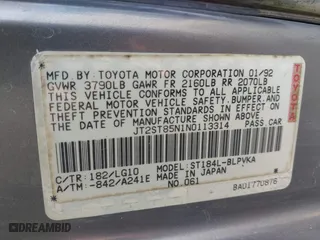 MFD. BY TOYOTA MOTOR CORPORATION 01/92
GVWR 3790LB GAWR FR 2160LB RR 2070LB
THIS VEHICLE CONFORMS TO ALL APPLICABLE
FEDERAL MOTOR VEHICLE SAFETY, BUMPER, AND
THEFT PREVENTION STANDARDS IN EFFECT ON
THE DATE OF MANUFACTURE SHOWN ABOVE.
JT2ST85N1N0113314 PASS. CAR
C/TR: 182/LG10 MODEL: ST184L-BLPVKA
A/TM: -842/A241E MADE IN JAPAN
NO.061
TOYOTA